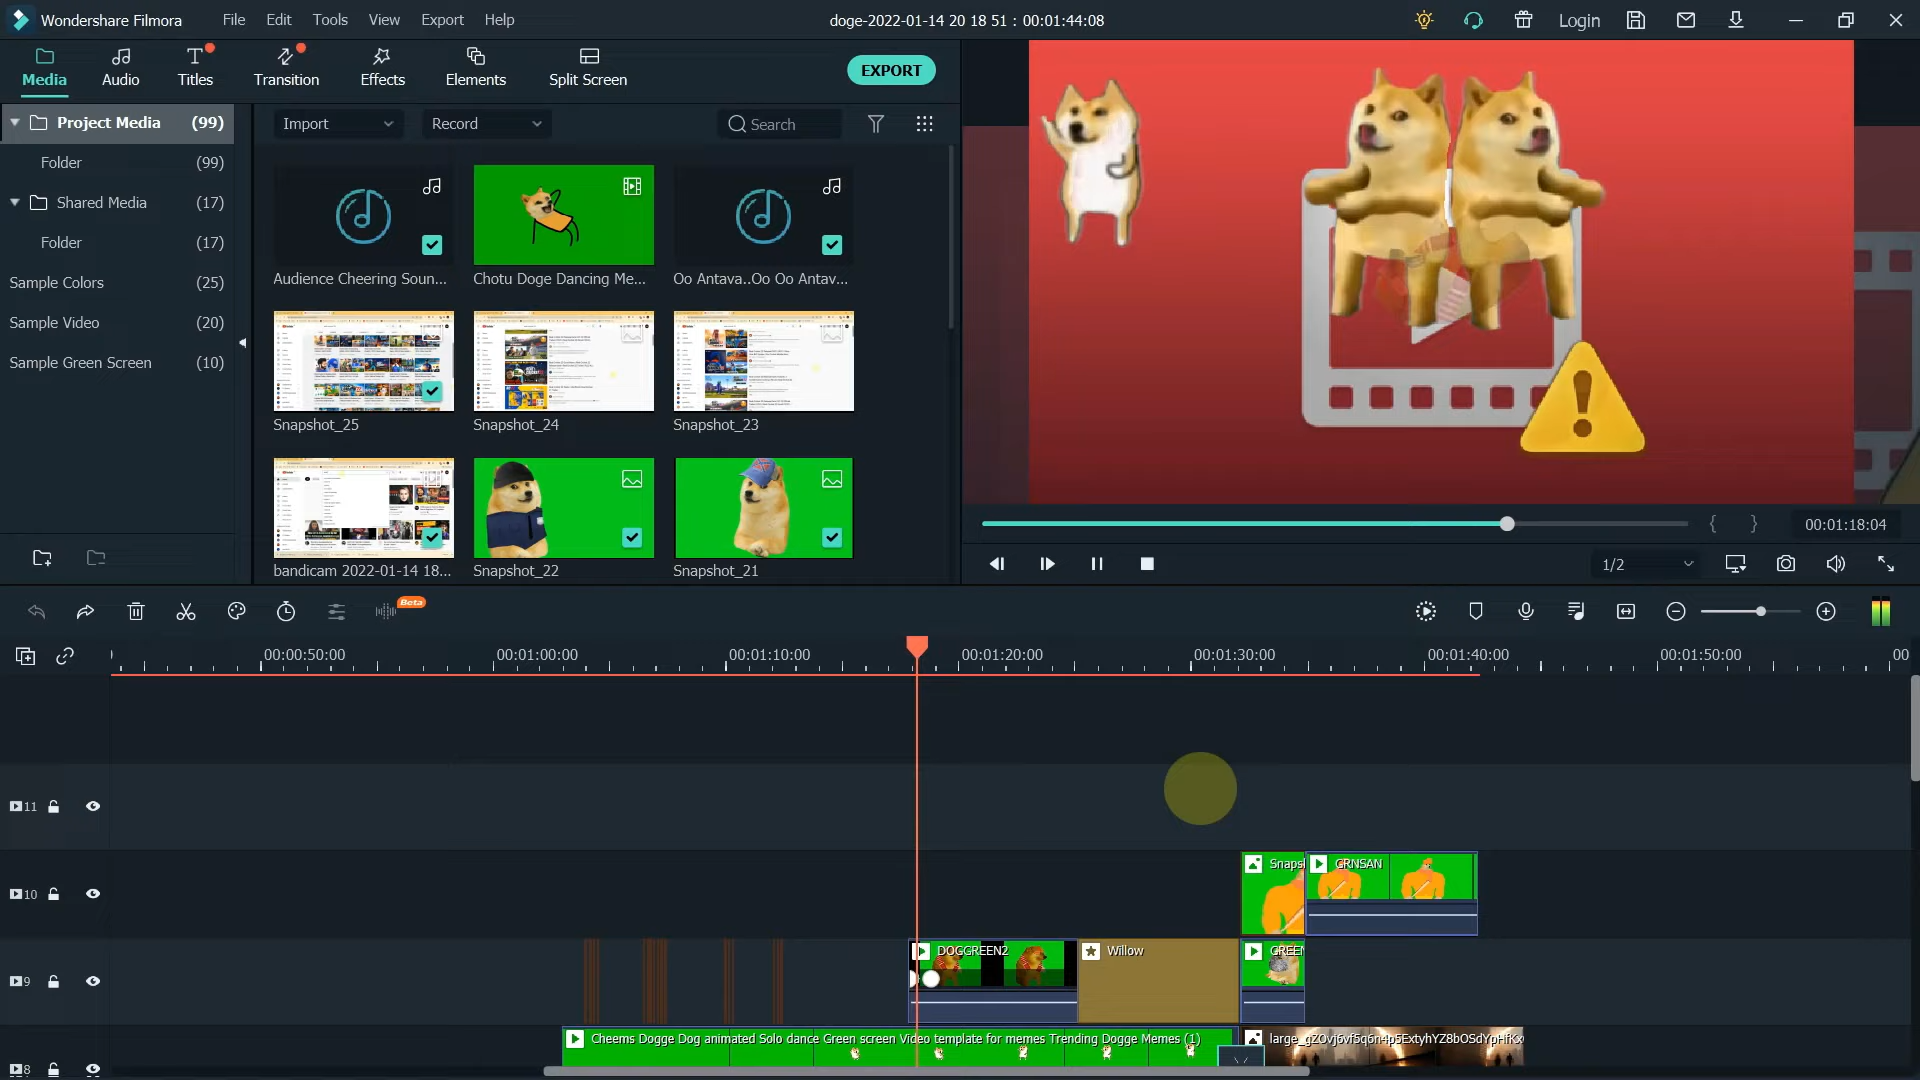 Wondershare Filmora
File Edit Tools View Export Help
doge-2022-01-14 20 18 51 : 00:01:44:08
Login
Media
Audio
Titles
Transition
Effects
Elements
Split Screen
EXPORT
Project Media (99)
Folder (99)
Shared Media (17)
Folder (17)
Sample Colors (25)
Sample Video (20)
Sample Green Screen (10)
Import
Record
Search
Audience Cheering Soun...
Chotu Doge Dancing Me...
Oo Antava..Oo Oo Antav...
Snapshot_25
Snapshot_24
Snapshot_23
bandicam 2022-01-14 18...
Snapshot_22
Snapshot_21
{ } 00:01:18:04
1/2
Beta
00:00:50:00
00:01:00:00
00:01:10:00
00:01:20:00
00:01:30:00
00:01:40:00
00:01:50:00
00
11
10
Snaps
GRNSAN
9
DOGGREEN2
Willow
GREEN
8
Cheems Dogge Dog animated Solo dance Green screen Video template for memes Trending Dogge Memes (1)